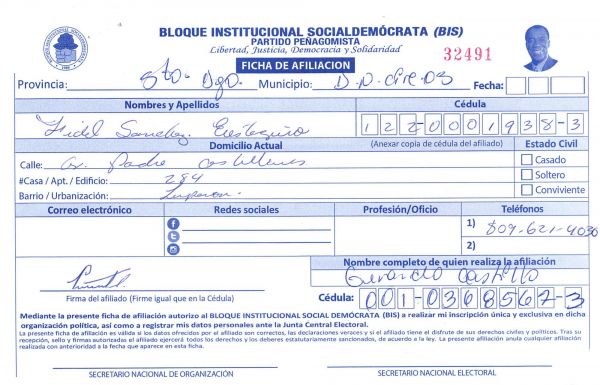 BLOQUE INSTITUCIONAL SOCIALDEMÓCRATA (BIS)
PARTIDO PEÑAGOMISTA
Libertad, Justicia, Democracia y Solidaridad
32491
FICHA DE AFILIACION
Provincia: Sto. Dgo. Municipio: D.N. Cire.03 Fecha:
Nombres y Apellidos Cédula
Fidel Sanchez 122-0001938-3
Domicilio Actual (Anexar copia de cédula del afiliado) Estado Civil
Calle: Av. Padre Castellanos Casado
#Casa / Apt. / Edificio: 284 Soltero
Barrio / Urbanización: Conviviente
Correo electrónico Redes sociales Profesión/Oficio Teléfonos
1) 809-621-4036
2)
Nombre completo de quien realiza la afiliación
Gerardo Castillo
Firma del afiliado (Firme igual que en la Cédula) Cédula: 001-0368567-3
Mediante la presente ficha de afiliación autorizo al BLOQUE INSTITUCIONAL SOCIAL DEMÓCRATA (BIS) a realizar mi inscripción única y exclusiva en dicha
organización política, así como a registrar mis datos personales ante la Junta Central Electoral.
La presente ficha de afiliación es válida si los datos ofrecidos por el afiliado son correctos, las declaraciones veraces y si el afiliado tiene el disfrute de sus derechos civiles y políticos. Tras su
recepción, sello y firmas autorizadas el afiliado ejercerá todos los derechos y los deberes estatutariamente sancionados, de acuerdo a la ley. La presente afiliación anula cualquier afiliación
realizada con anterioridad a la fecha que aparece en esta ficha.
SECRETARIO NACIONAL DE ORGANIZACIÓN SECRETARIO NACIONAL ELECTORAL